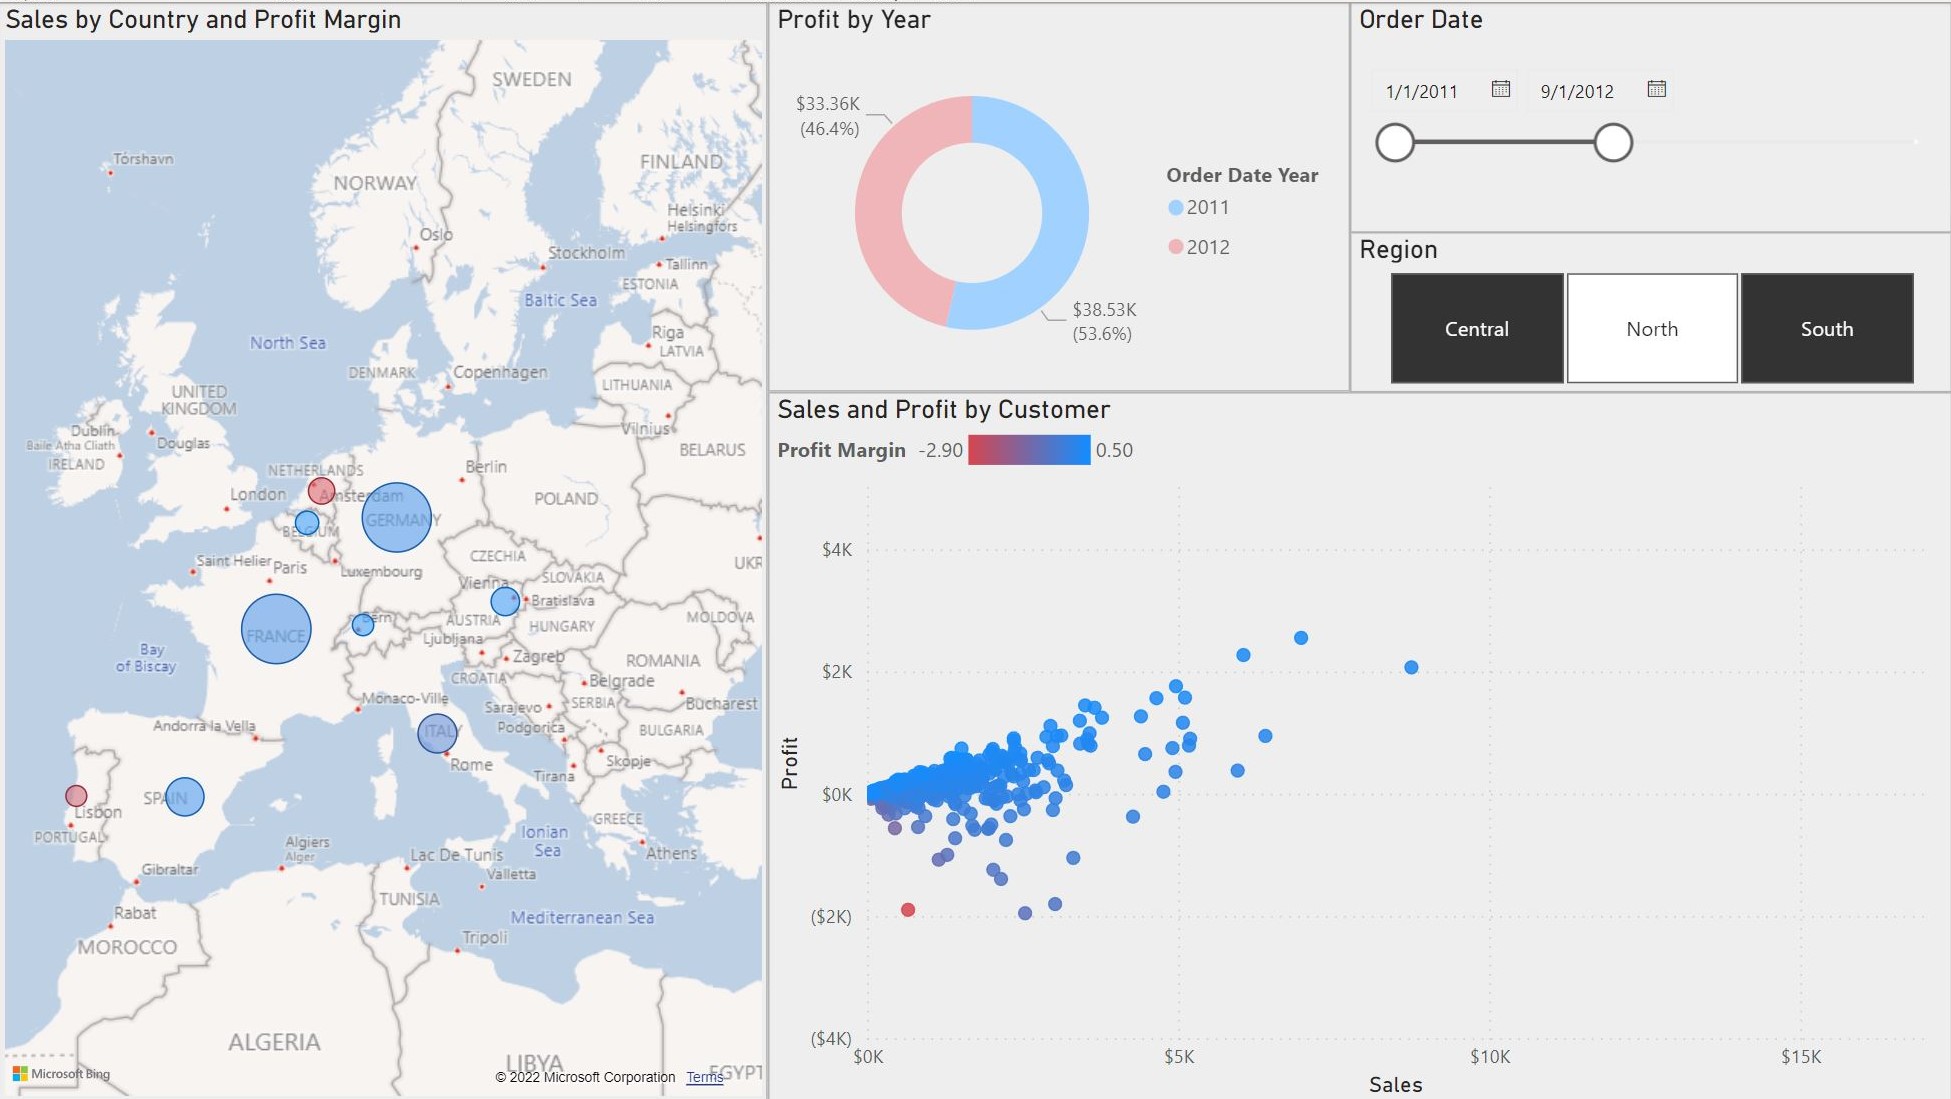 Sales by Country and Profit Margin
SWEDEN
Tórshavn
FINLAND
NORWAY
Helsinki
Helsingfors
Oslo
Stockholm
Tallinn
ESTONIA
Baltic Sea
North Sea
Riga
LATVIA
DENMARK
Copenhagen
LITHUANIA
UNITED
KINGDOM
Vilnius
Dublin
Baile Atha Cliath
IRELAND
Douglas
BELARUS
NETHERLANDS
Berlin
Amsterdam
London
POLAND
GERMANY
BELGIUM
CZECHIA
Saint Helier
Paris
Luxembourg
UKR
SLOVAKIA
Vienna
Bratislava
Bern
AUSTRIA
HUNGARY
MOLDOVA
FRANCE
Ljubljana
Bay
of Biscay
Zagreb
ROMANIA
CROATIA
Belgrade
Monaco-Ville
Sarajevo
SERBIA
Bucharest
Andorra la Vella
Podgorica
ITALY
BULGARIA
Rome
Skopje
Tirana
SPAIN
Lisbon
PORTUGAL
GREECE
Ionian
Sea
Algiers
Alger
Lac De Tunis
Athens
Gibraltar
Valletta
TUNISIA
Rabat
Mediterranean Sea
MOROCCO
Tripoli
ALGERIA
LIBYA
EGYPT
Microsoft Bing
© 2022 Microsoft Corporation Terms
Profit by Year
$33.36K
(46.4%)
$38.53K
(53.6%)
Order Date Year
2011
2012
Order Date
1/1/2011
9/1/2012
Region
Central
North
South
Sales and Profit by Customer
Profit Margin -2.90 0.50
$4K
$2K
$0K
($2K)
($4K)
Profit
$0K
$5K
$10K
$15K
Sales